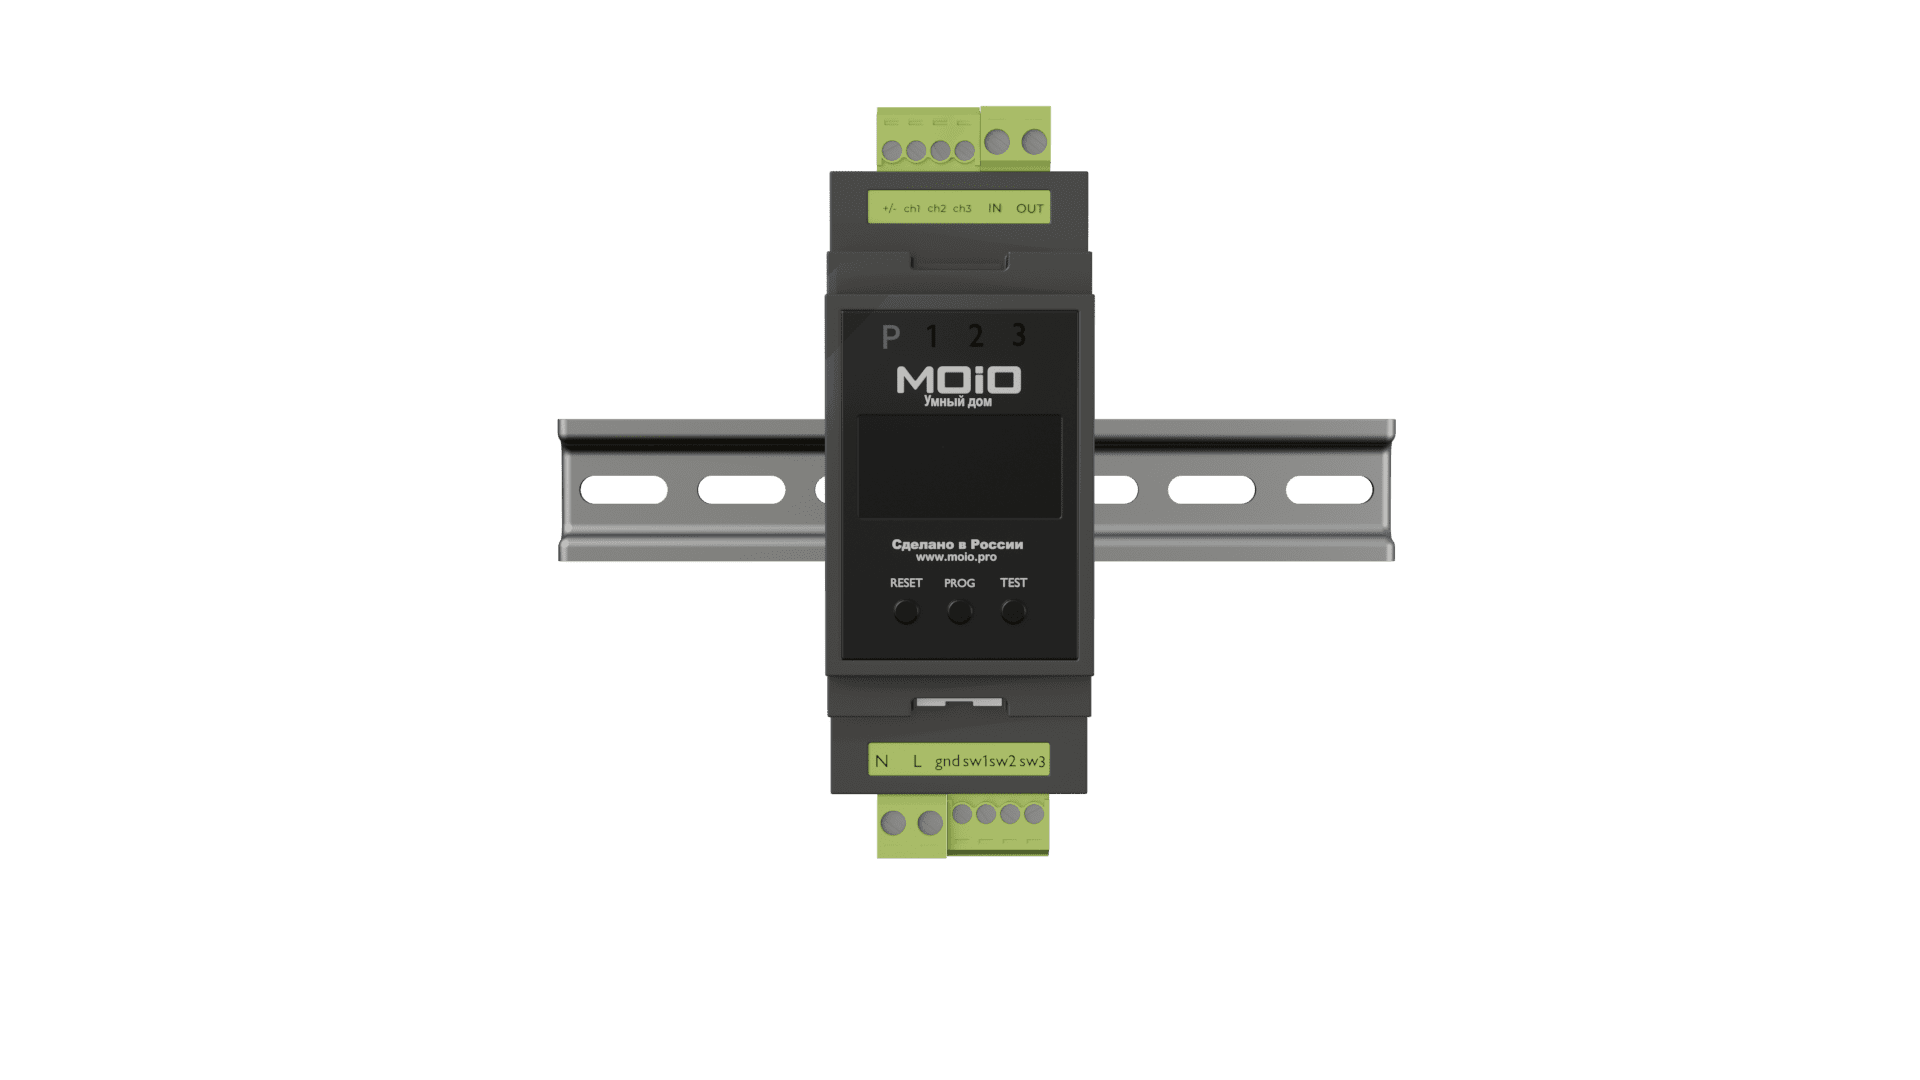 +/- ch1 ch2 ch3 IN OUT
P 1 2 3
MOiO
Умный дом
Сделано в России
www.moio.pro
RESET PROG TEST
N L gnd sw1 sw2 sw3